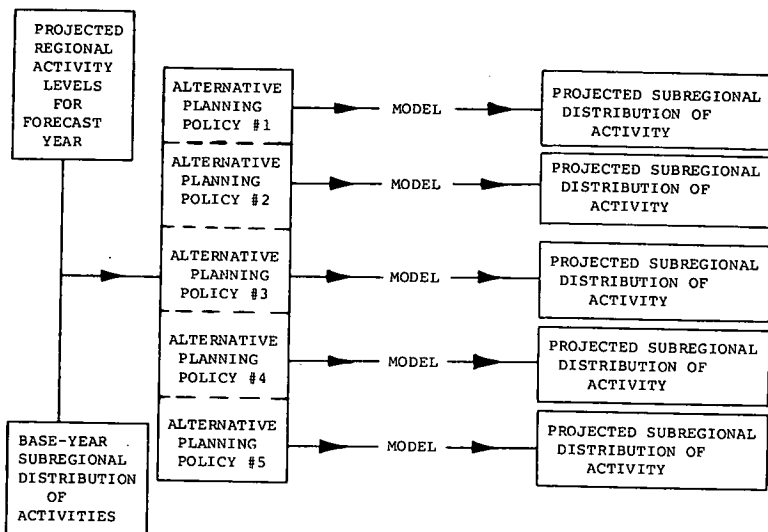 PROJECTED
REGIONAL
ACTIVITY
LEVELS
FOR
FORECAST
YEAR
BASE-YEAR
SUBREGIONAL
DISTRIBUTION
OF
ACTIVITIES
ALTERNATIVE
PLANNING
POLICY #1
MODEL
PROJECTED SUBREGIONAL
DISTRIBUTION OF
ACTIVITY
ALTERNATIVE
PLANNING
POLICY #2
MODEL
PROJECTED SUBREGIONAL
DISTRIBUTION OF
ACTIVITY
ALTERNATIVE
PLANNING
POLICY #3
MODEL
PROJECTED SUBREGIONAL
DISTRIBUTION OF
ACTIVITY
ALTERNATIVE
PLANNING
POLICY #4
MODEL
PROJECTED SUBREGIONAL
DISTRIBUTION OF
ACTIVITY
ALTERNATIVE
PLANNING
POLICY #5
MODEL
PROJECTED SUBREGIONAL
DISTRIBUTION OF
ACTIVITY